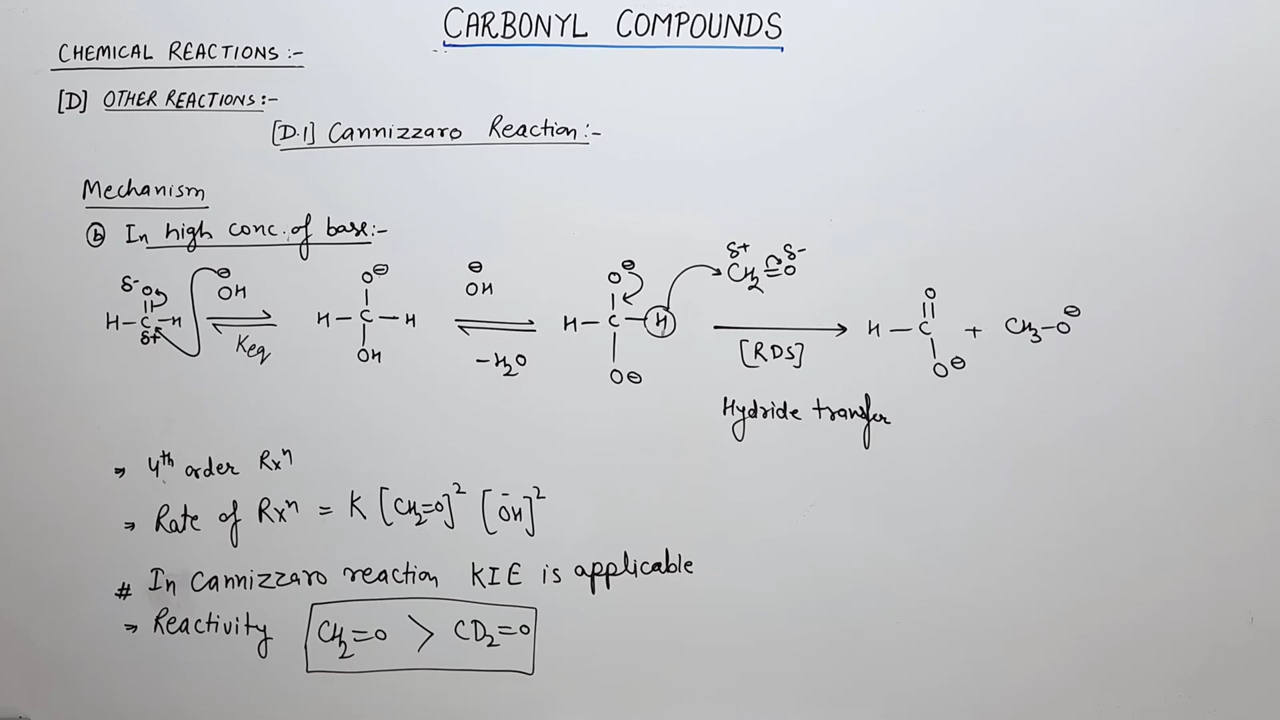 CARBONYL COMPOUNDS
CHEMICAL REACTIONS :-
[D] OTHER REACTIONS :-
[D.1] Cannizzaro Reaction :-
Mechanism
ⓑ In high conc. of base :-
δ- O ⊖ OH O⊖ ⊖ OH O⊖ δ+ δ- CH₂=O O
H-C-H δ+ ⇌ H-C-H ⇌ H-C-H ⟶ H-C + CH₃-O⊖
Keq OH -H₂O O⊖ [RDS] O⊖
Hydride transfer
⇒ 4th order Rxⁿ
⇒ Rate of Rxⁿ = K [CH₂=O]² [ŌH]²
# In Cannizzaro reaction KIE is applicable
⇒ Reactivity CH₂=O > CD₂=O